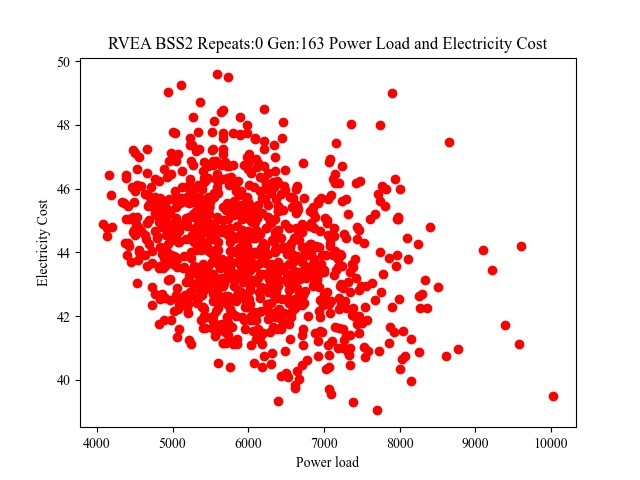 RVEA BSS2 Repeats:0 Gen:163 Power Load and Electricity Cost
50
48
46
44
42
40
Electricity Cost
4000 5000 6000 7000 8000 9000 10000
Power load